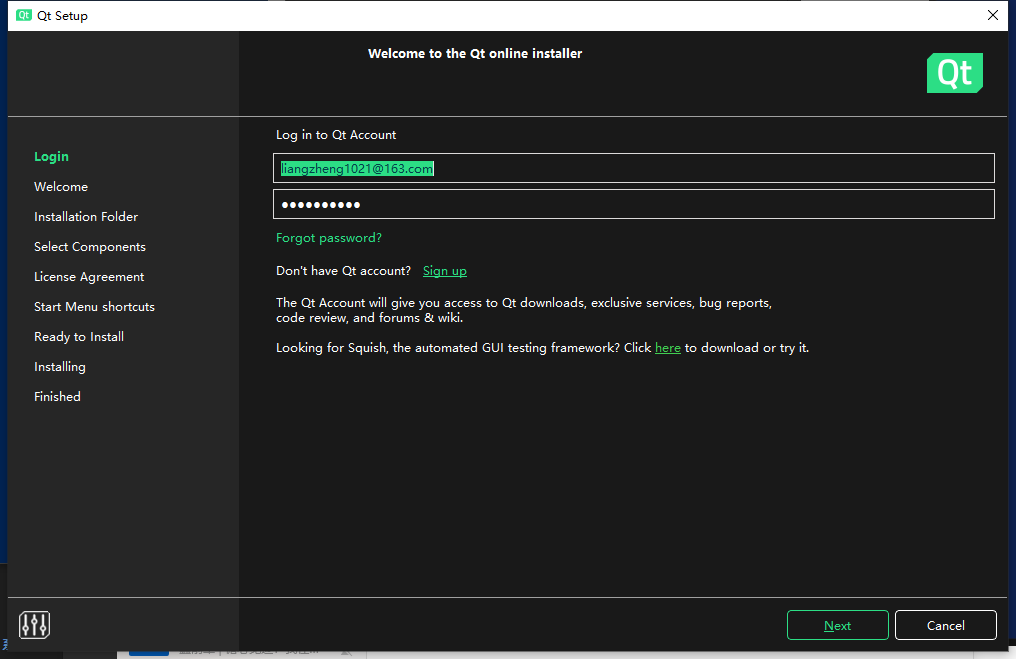 Qt Qt Setup
Welcome to the Qt online installer
Qt
Login
Welcome
Installation Folder
Select Components
License Agreement
Start Menu shortcuts
Ready to Install
Installing
Finished
Log in to Qt Account
liangzheng1021@163.com
●●●●●●●●●●
Forgot password?
Don't have Qt account? Sign up
The Qt Account will give you access to Qt downloads, exclusive services, bug reports,
code review, and forums & wiki.
Looking for Squish, the automated GUI testing framework? Click here to download or try it.
Next
Cancel